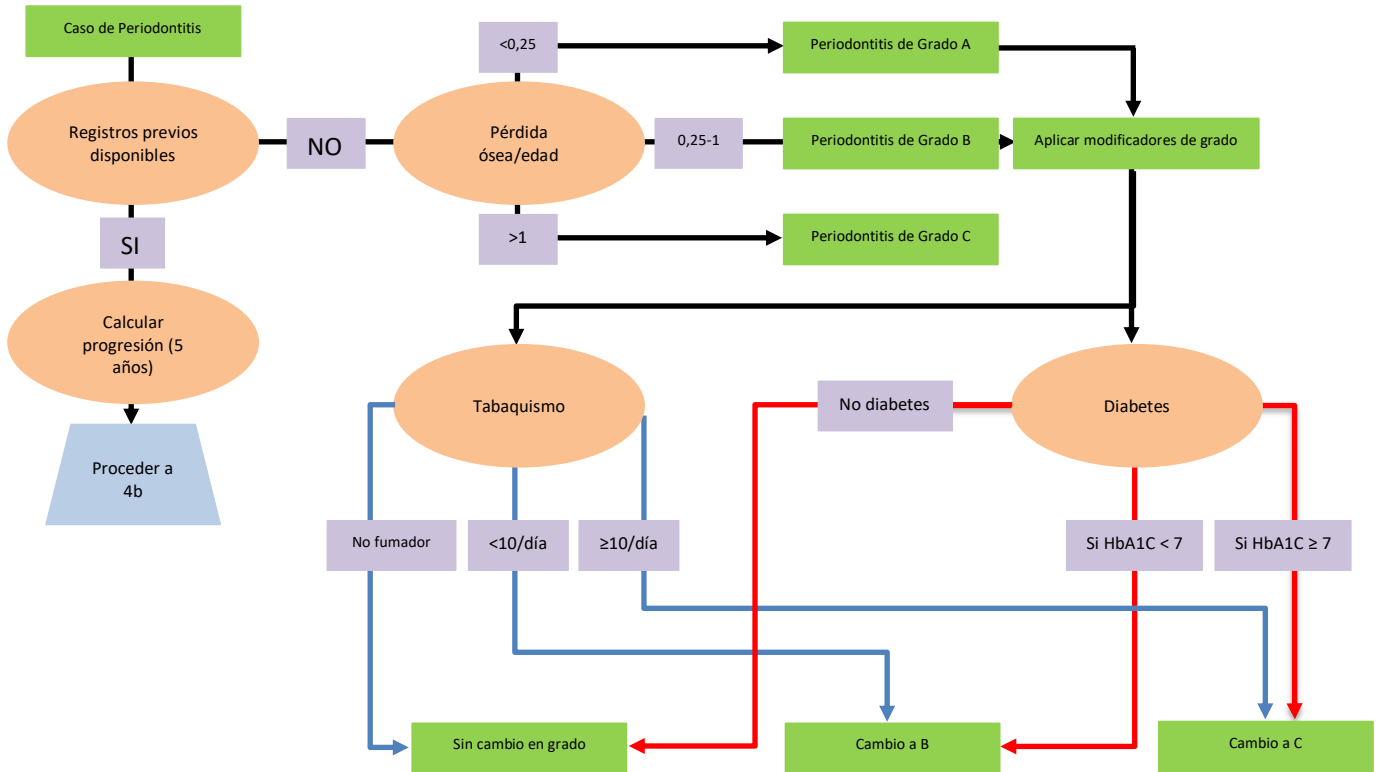 Caso de Periodontitis
<0,25
Periodontitis de Grado A
Registros previos
disponibles
NO
Pérdida
ósea/edad
0,25-1
Periodontitis de Grado B
Aplicar modificadores de grado
SI
>1
Periodontitis de Grado C
Calcular
progresión (5
años)
Tabaquismo
No diabetes
Diabetes
Proceder a
4b
No fumador
<10/día
≥10/día
Si HbA1C < 7
Si HbA1C ≥ 7
Sin cambio en grado
Cambio a B
Cambio a C